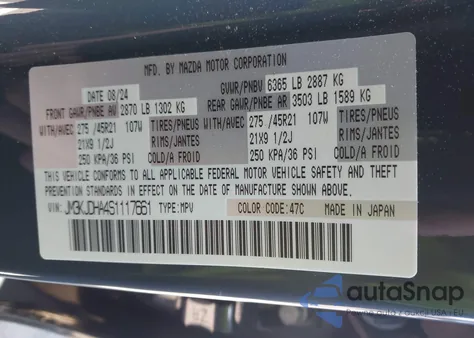 MFD. BY MAZDA MOTOR CORPORATION
DATE 08/24 GVWR/PNBV 6365 LB 2887 KG
FRONT GAWR/PNBE AV 2870 LB 1302 KG REAR GAWR/PNBE AR 3503 LB 1589 KG
WITH/AVEC 275 /45R21 107W TIRES/PNEUS WITH/AVEC 275 /45R21 107W TIRES/PNEUS
21X9 1/2J RIMS/JANTES 21X9 1/2J RIMS/JANTES
250 KPA/36 PSI COLD/A FROID 250 KPA/36 PSI COLD/A FROID
THIS VEHICLE CONFORMS TO ALL APPLICABLE FEDERAL MOTOR VEHICLE SAFETY AND THEFT
PREVENTION STANDARDS IN EFFECT ON THE DATE OF MANUFACTURE SHOWN ABOVE.
VIN: JM3KJDHA4S1117661 TYPE:MPV COLOR CODE:47C MADE IN JAPAN
autoSnap